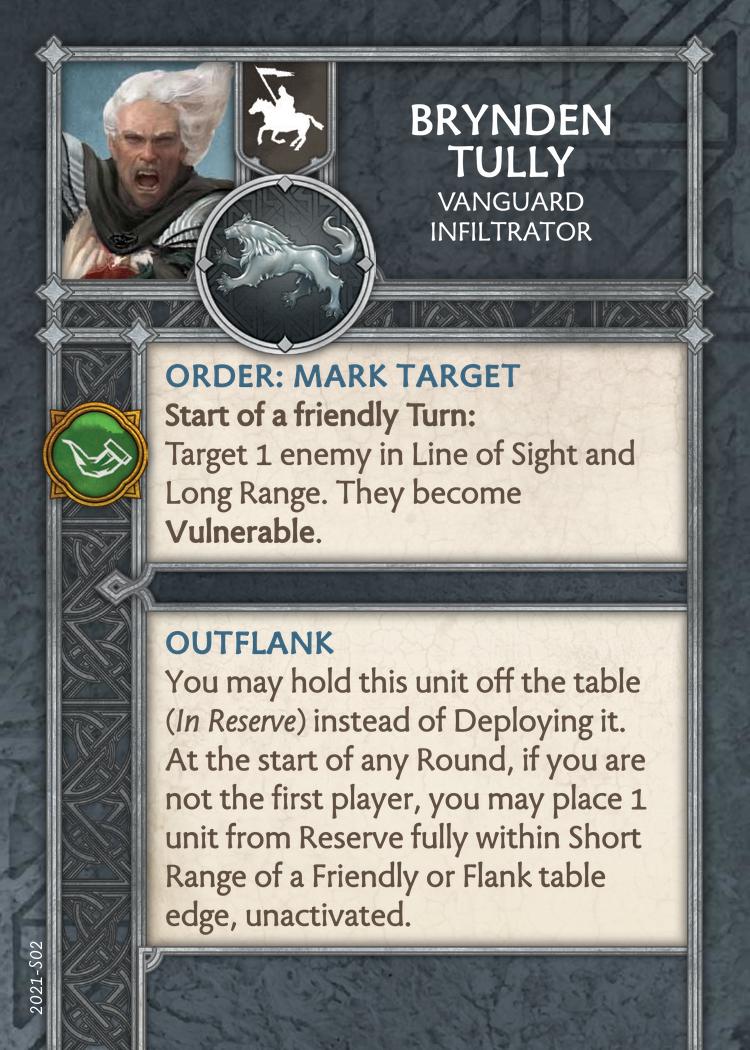 BRYNDEN
TULLY
VANGUARD
INFILTRATOR
ORDER: MARK TARGET
Start of a friendly Turn:
Target 1 enemy in Line of Sight and
Long Range. They become
Vulnerable.
OUTFLANK
You may hold this unit off the table
(In Reserve) instead of Deploying it.
At the start of any Round, if you are
not the first player, you may place 1
unit from Reserve fully within Short
Range of a Friendly or Flank table
edge, unactivated.
2021-S02